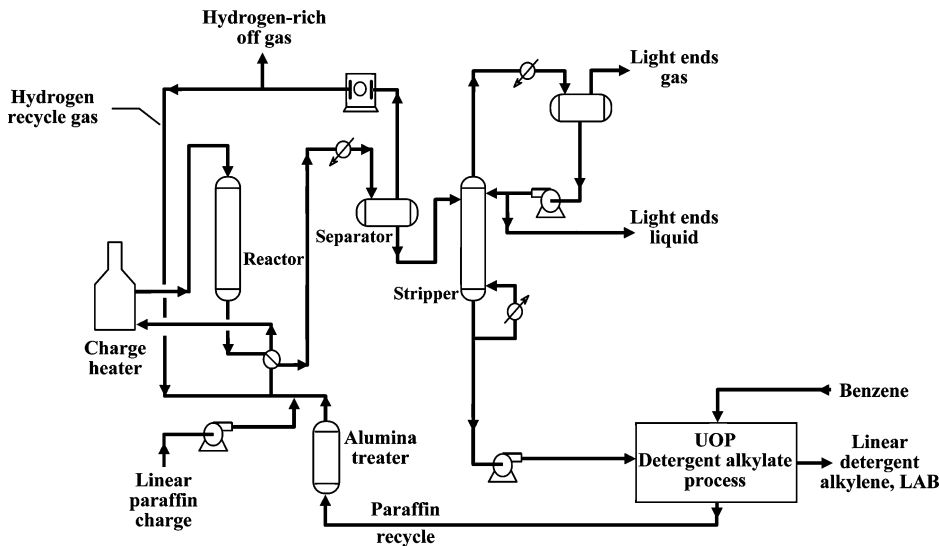 Hydrogen-rich
off gas
Light ends
gas
Hydrogen
recycle gas
Light ends
liquid
Separator
Reactor
Stripper
Charge
heater
Benzene
UOP
Detergent alkylate
process
Linear
detergent
alkylene, LAB
Alumina
treater
Linear
paraffin
charge
Paraffin
recycle